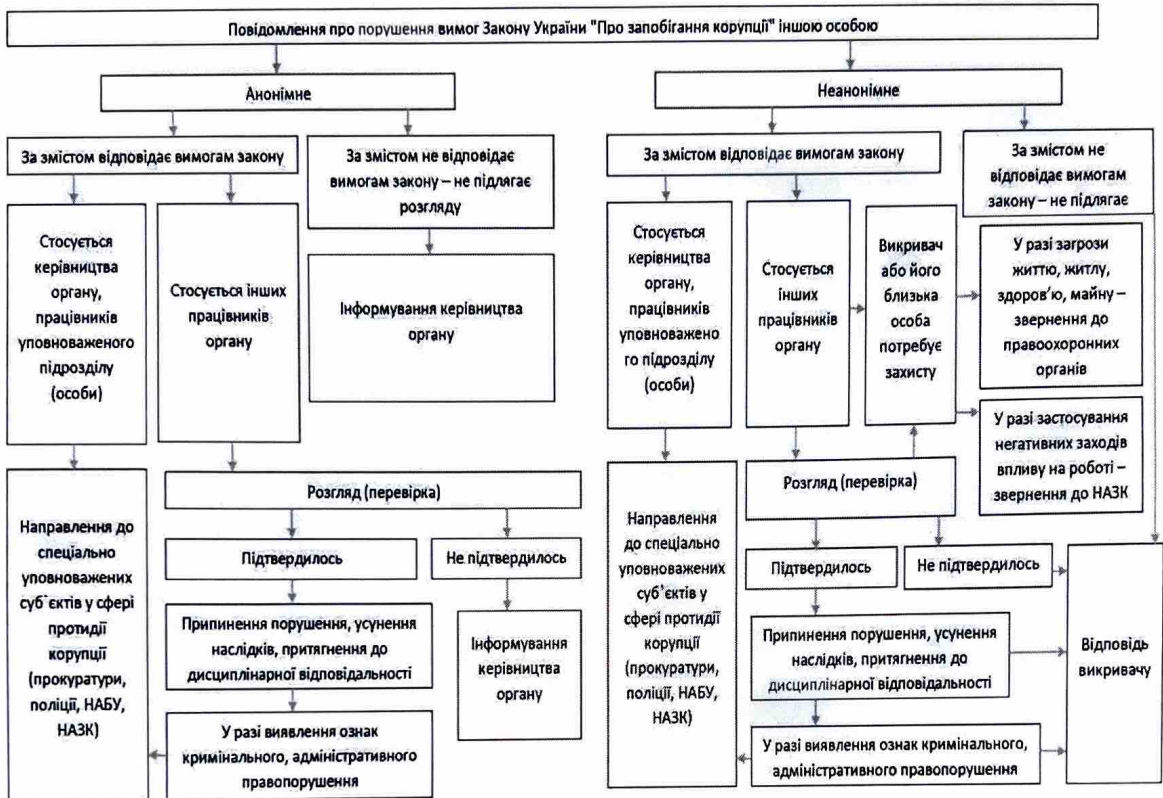 Повідомлення про порушення вимог Закону України "Про запобігання корупції" іншою особою
Анонімне
Неанонімне
За змістом відповідає вимогам закону
За змістом не відповідає
вимогам закону – не підлягає
розгляду
За змістом відповідає вимогам закону
За змістом не
відповідає вимогам
закону – не підлягає
Стосується
керівництва
органу,
працівників
уповноваженого
підрозділу
(особи)
Стосується інших
працівників
органу
Інформування керівництва
органу
Стосується
керівництва
органу,
працівників
уповноважено
го підрозділу
(особи)
Стосується
інших
працівників
органу
Викривач
або його
близька
особа
потребує
захисту
У разі загрози
життю, житлу,
здоров'ю, майну –
звернення до
правоохоронних
органів
У разі застосування
негативних заходів
впливу на роботі –
звернення до НАЗК
Направлення до
спеціально
уповноважених
суб`єктів у сфері
протидії
корупції
(прокуратури,
поліції, НАБУ,
НАЗК)
Розгляд (перевірка)
Підтвердилось
Не підтвердилось
Припинення порушення, усунення
наслідків, притягнення до
дисциплінарної відповідальності
Інформування
керівництва
органу
У разі виявлення ознак
кримінального, адміністративного
правопорушення
Направлення
до спеціально
уповноважених
суб'єктів у
сфері протидії
корупції
(прокуратури,
поліції, НАБУ,
НАЗК)
Розгляд (перевірка)
Підтвердилось
Не підтвердилось
Припинення порушення, усунення
наслідків, притягнення до
дисциплінарної відповідальності
У разі виявлення ознак кримінального,
адміністративного правопорушення
Відповідь
викривачу